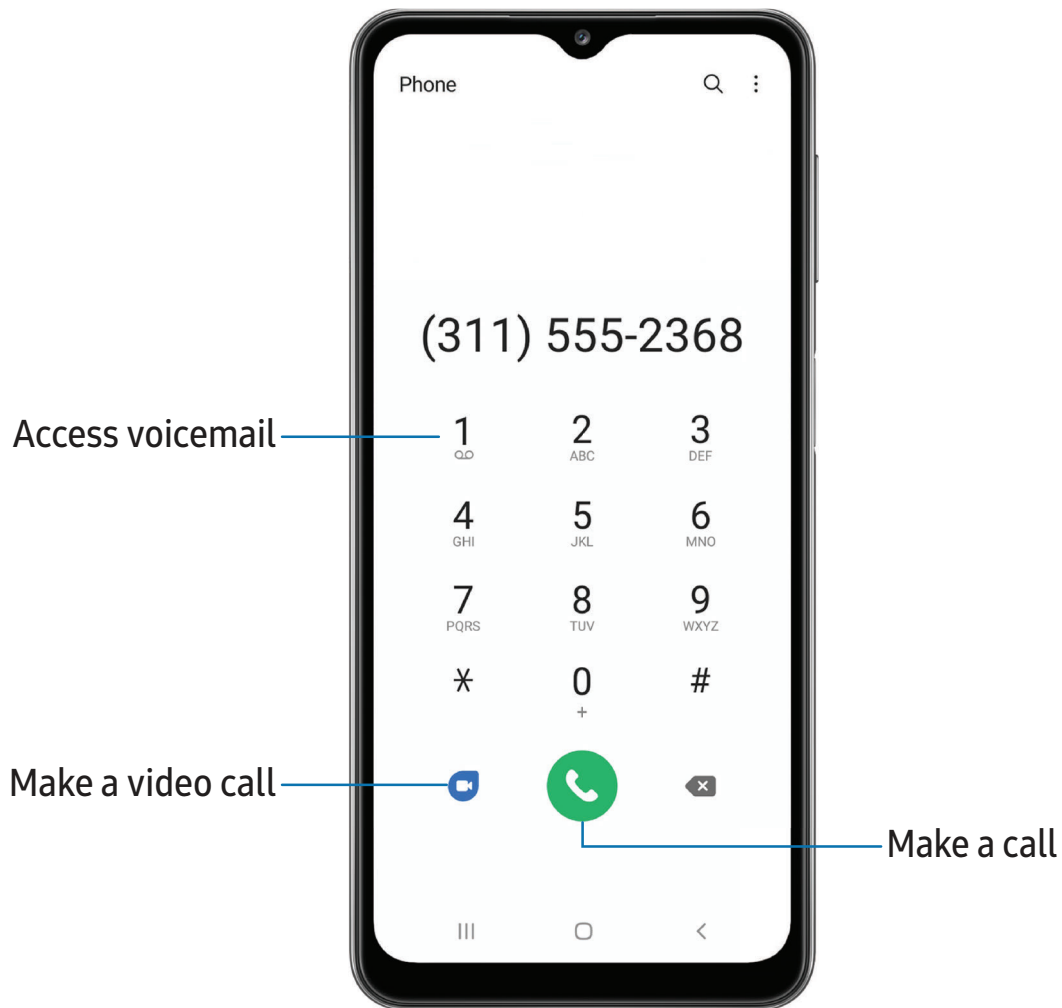 Phone
(311) 555-2368
Access voicemail
1 2 3
ABC DEF
4 5 6
GHI JKL MNO
7 8 9
PQRS TUV WXYZ
* 0 #
+
Make a video call
Make a call